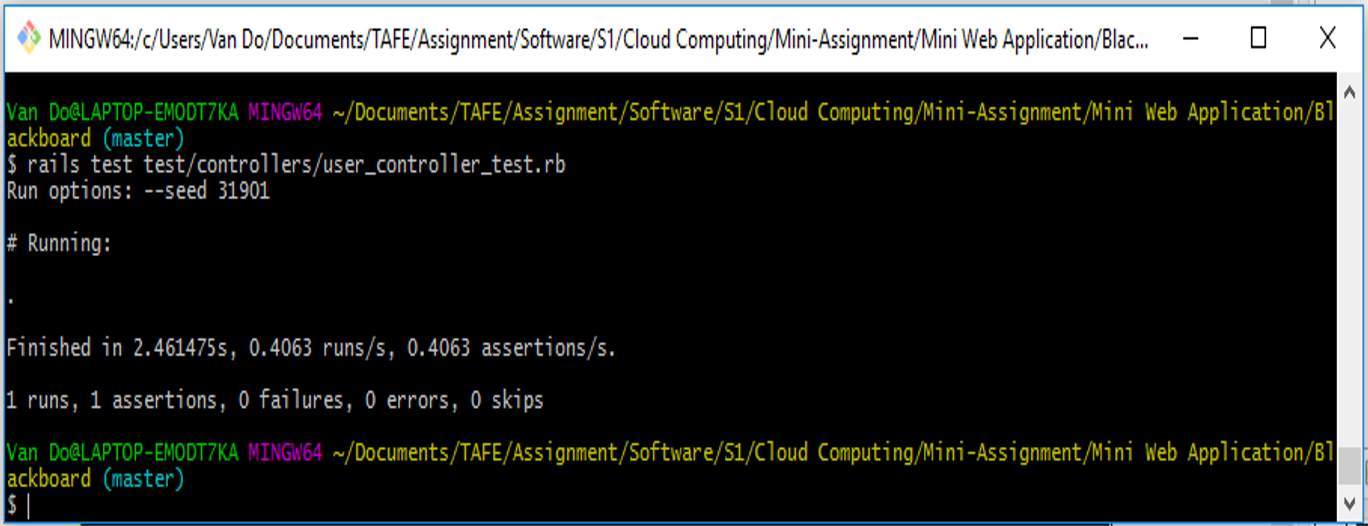 MINGW64:/c/Users/Van Do/Documents/TAFE/Assignment/Software/S1/Cloud Computing/Mini-Assignment/Mini Web Application/Blac...
Van Do@LAPTOP-EMODT7KA MINGW64 ~/Documents/TAFE/Assignment/Software/S1/Cloud Computing/Mini-Assignment/Mini Web Application/Bl
ackboard (master)
$ rails test test/controllers/user_controller_test.rb
Run options: --seed 31901
# Running:
.
Finished in 2.461475s, 0.4063 runs/s, 0.4063 assertions/s.
1 runs, 1 assertions, 0 failures, 0 errors, 0 skips
Van Do@LAPTOP-EMODT7KA MINGW64 ~/Documents/TAFE/Assignment/Software/S1/Cloud Computing/Mini-Assignment/Mini Web Application/Bl
ackboard (master)
$